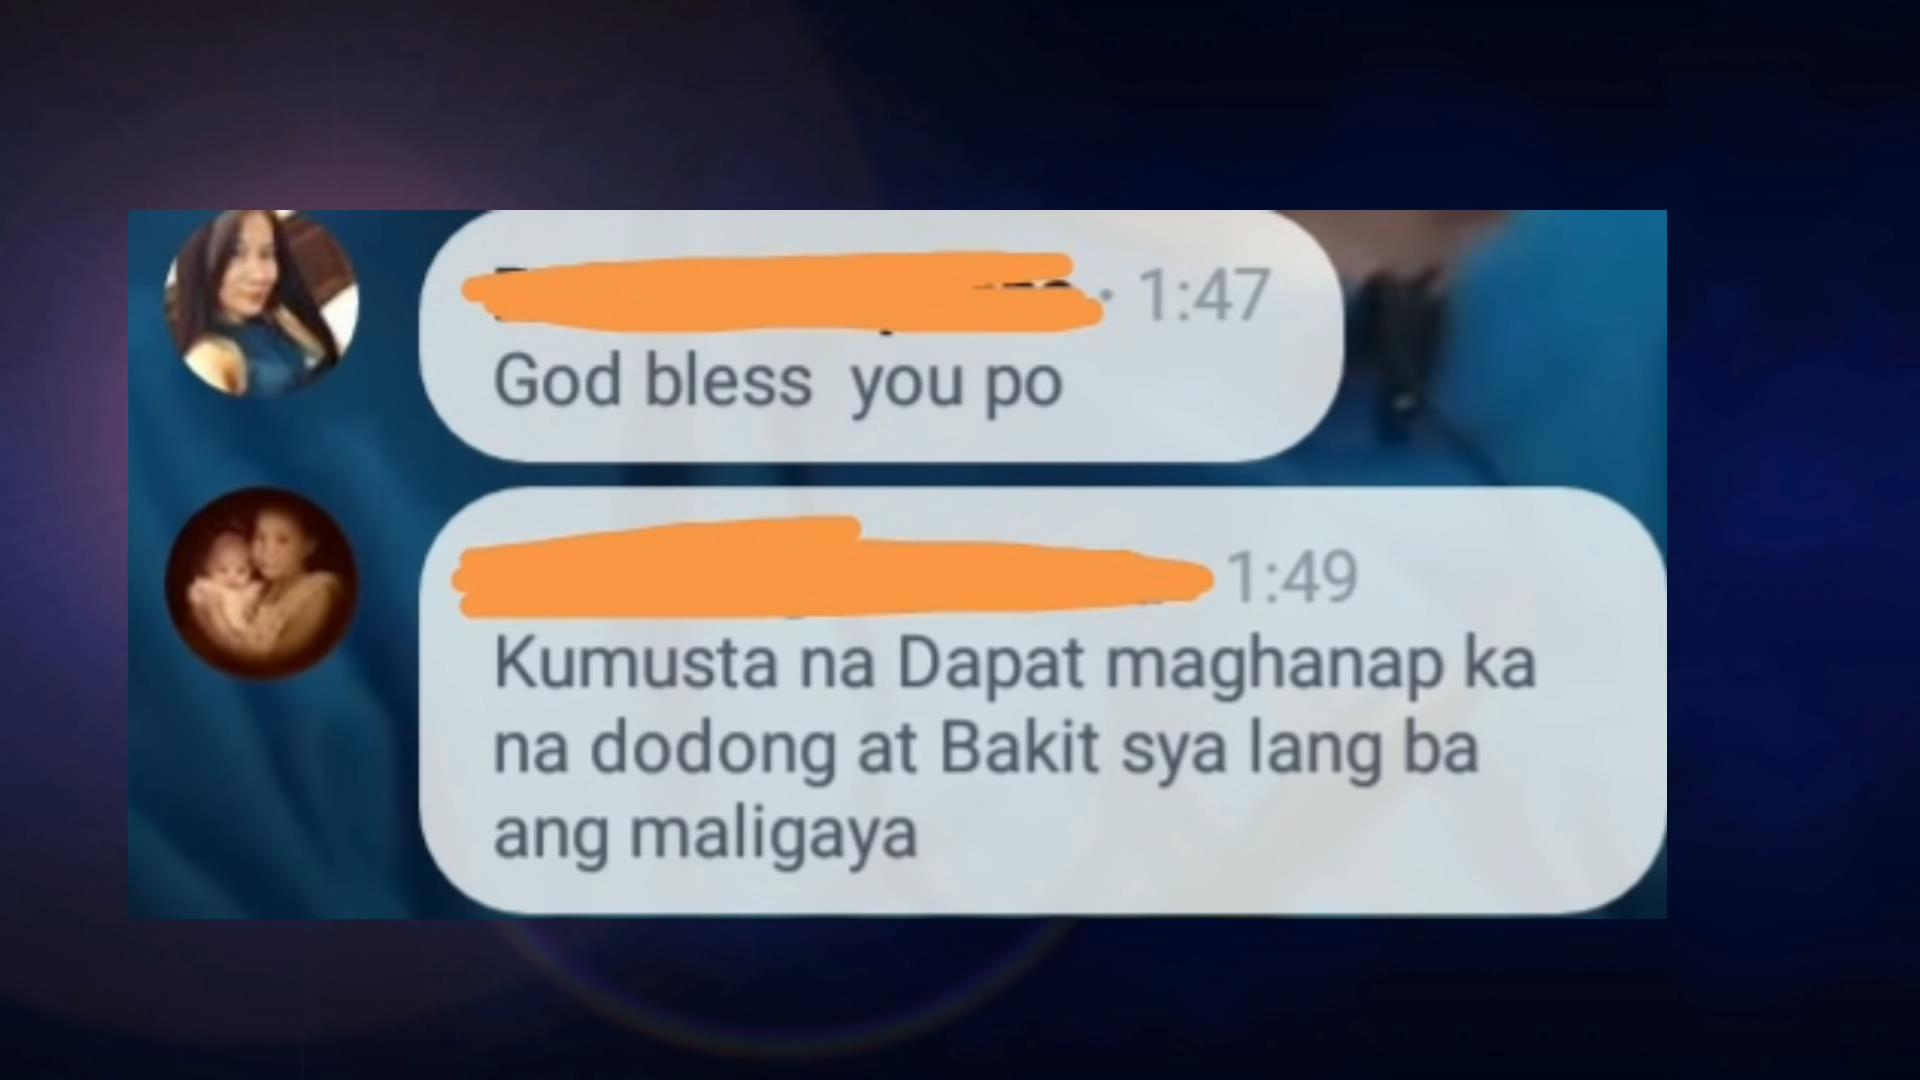 · 1:47
God bless you po
1:49
Kumusta na Dapat maghanap ka
na dodong at Bakit sya lang ba
ang maligaya